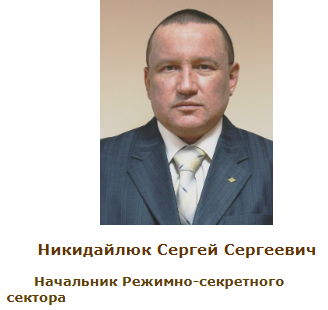 Никидайлюк Сергей Сергеевич
Начальник Режимно-секретного
сектора